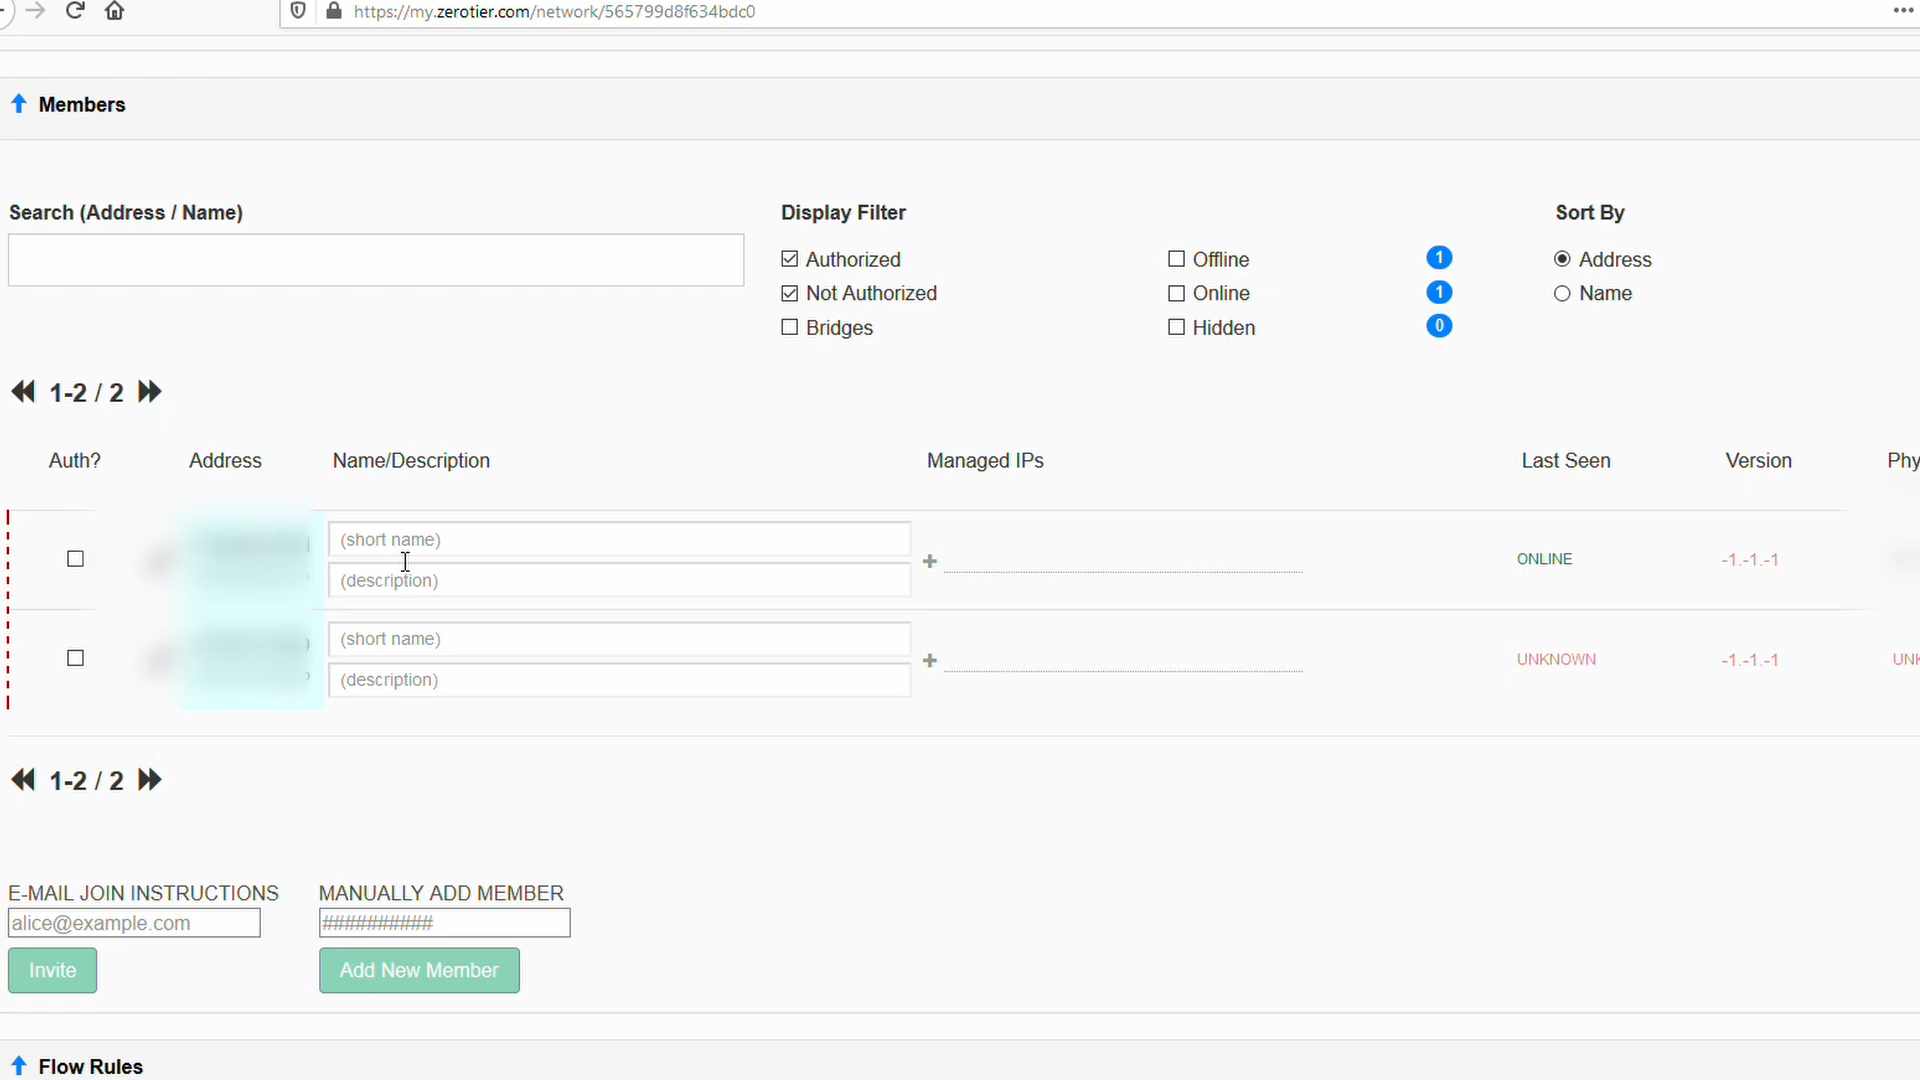 https://my.zerotier.com/network/565799d8f634bdc0
Members
Search (Address / Name)
Display Filter
Sort By
Authorized
Offline
1
Address
Not Authorized
Online
1
Name
Bridges
Hidden
0
1-2 / 2
Auth?
Address
Name/Description
Managed IPs
Last Seen
Version
Phy
(short name)
(description)
ONLINE
-1.-1.-1
(short name)
(description)
UNKNOWN
-1.-1.-1
UNK
1-2 / 2
E-MAIL JOIN INSTRUCTIONS
MANUALLY ADD MEMBER
alice@example.com
##########
Invite
Add New Member
Flow Rules